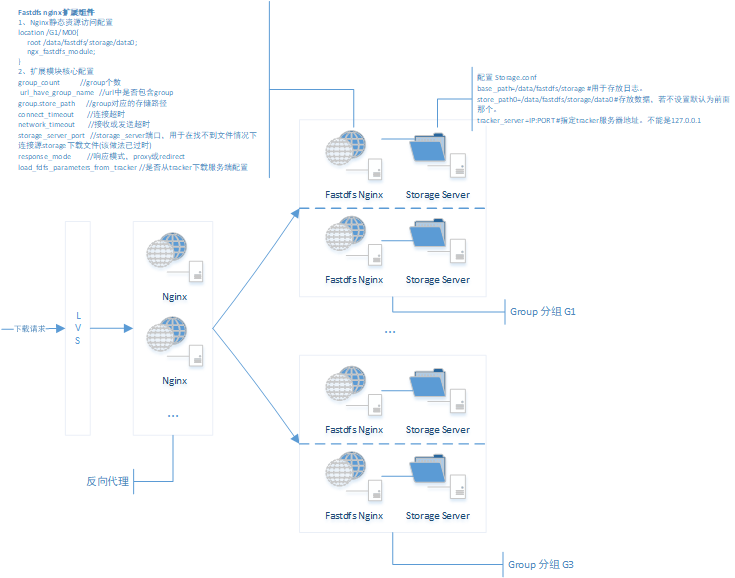 Fastdfs nginx扩展组件
1、Nginx静态资源访问配置
location /G1/M00{
root /data/fastdfs/storage/data0;
ngx_fastdfs_module;
}
2、扩展模块核心配置
group_count //group个数
url_have_group_name //url中是否包含group
group.store_path //group对应的存储路径
connect_timeout //连接超时
network_timeout //接收或发送超时
storage_server_port //storage_server端口，用于在找不到文件情况下
连接源storage下载文件(该做法已过时)
response_mode //响应模式，proxy或redirect
load_fdfs_parameters_from_tracker //是否从tracker下载服务端配置
配置 Storage.conf
base_path=/data/fastdfs/storage #用于存放日志。
store_path0=/data/fastdfs/storage/data0 #存放数据，若不设置默认为前面
那个。
tracker_server=IP:PORT #指定tracker服务器地址。不能是127.0.0.1
Fastdfs Nginx
Storage Server
Fastdfs Nginx
Storage Server
Group 分组 G1
下载请求
L
V
S
Nginx
Nginx
...
反向代理
...
Fastdfs Nginx
Storage Server
Fastdfs Nginx
Storage Server
Group 分组 G3